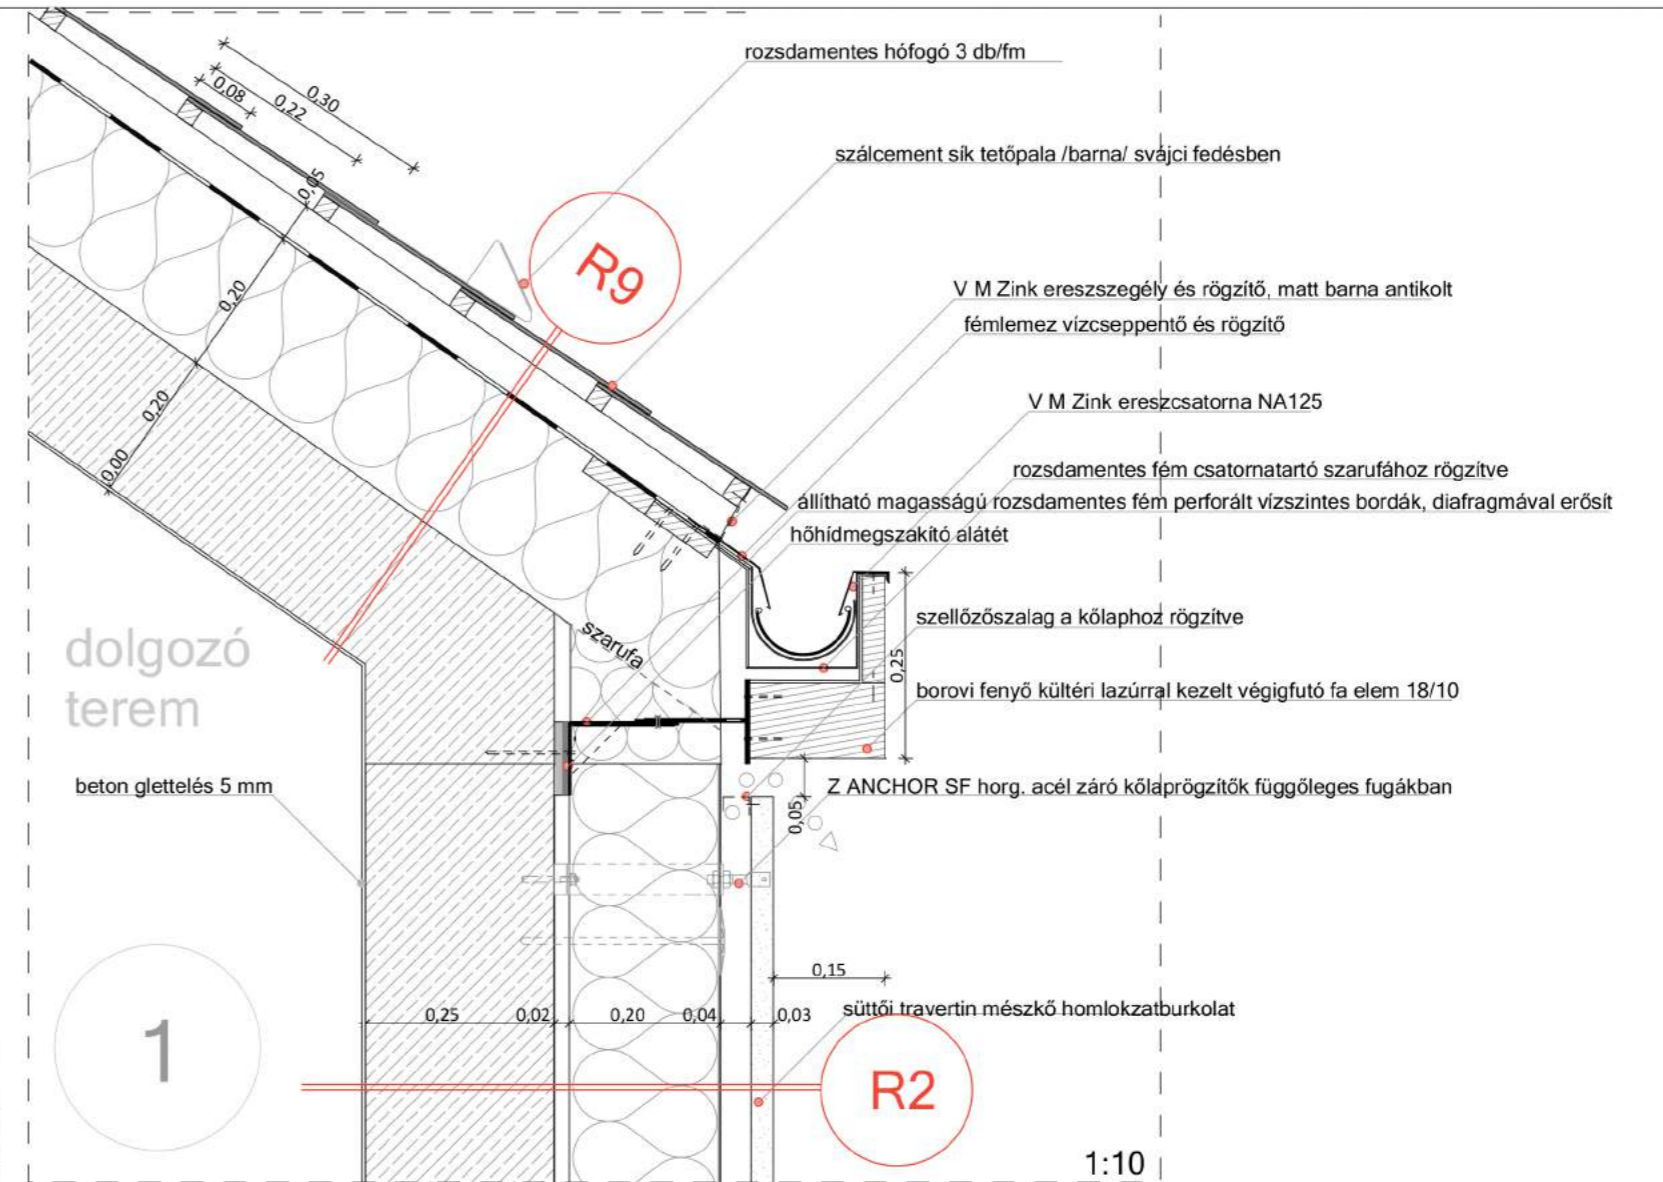 rozsdamentes hófogó 3 db/fm
0,30
0,08
0,22
szálcement sík tetőpala /barna/ svájci fedésben
0,05
R9
V M Zink ereszszegély és rögzítő, matt barna antikolt
0,20
fémlemez vízcseppentő és rögzítő
0,20
V M Zink ereszcsatorna NA125
0,00
rozsdamentes fém csatornatartó szarufához rögzítve
állítható magasságú rozsdamentes fém perforált vízszintes bordák, diafragmával erősít
hőhídmegszakító alátét
szellőzőszalag a kőlaphoz rögzítve
dolgozó
terem
szarufa
0,25
borovi fenyő kültéri lazúrral kezelt végigfutó fa elem 18/10
beton glettelés 5 mm
Z ANCHOR SF horg. acél záró kőlaprögzítők függőleges fugákban
0,05
0,15
süttői travertin mészkő homlokzatburkolat
0,25
0,02
0,20
0,04
0,03
1
R2
1:10